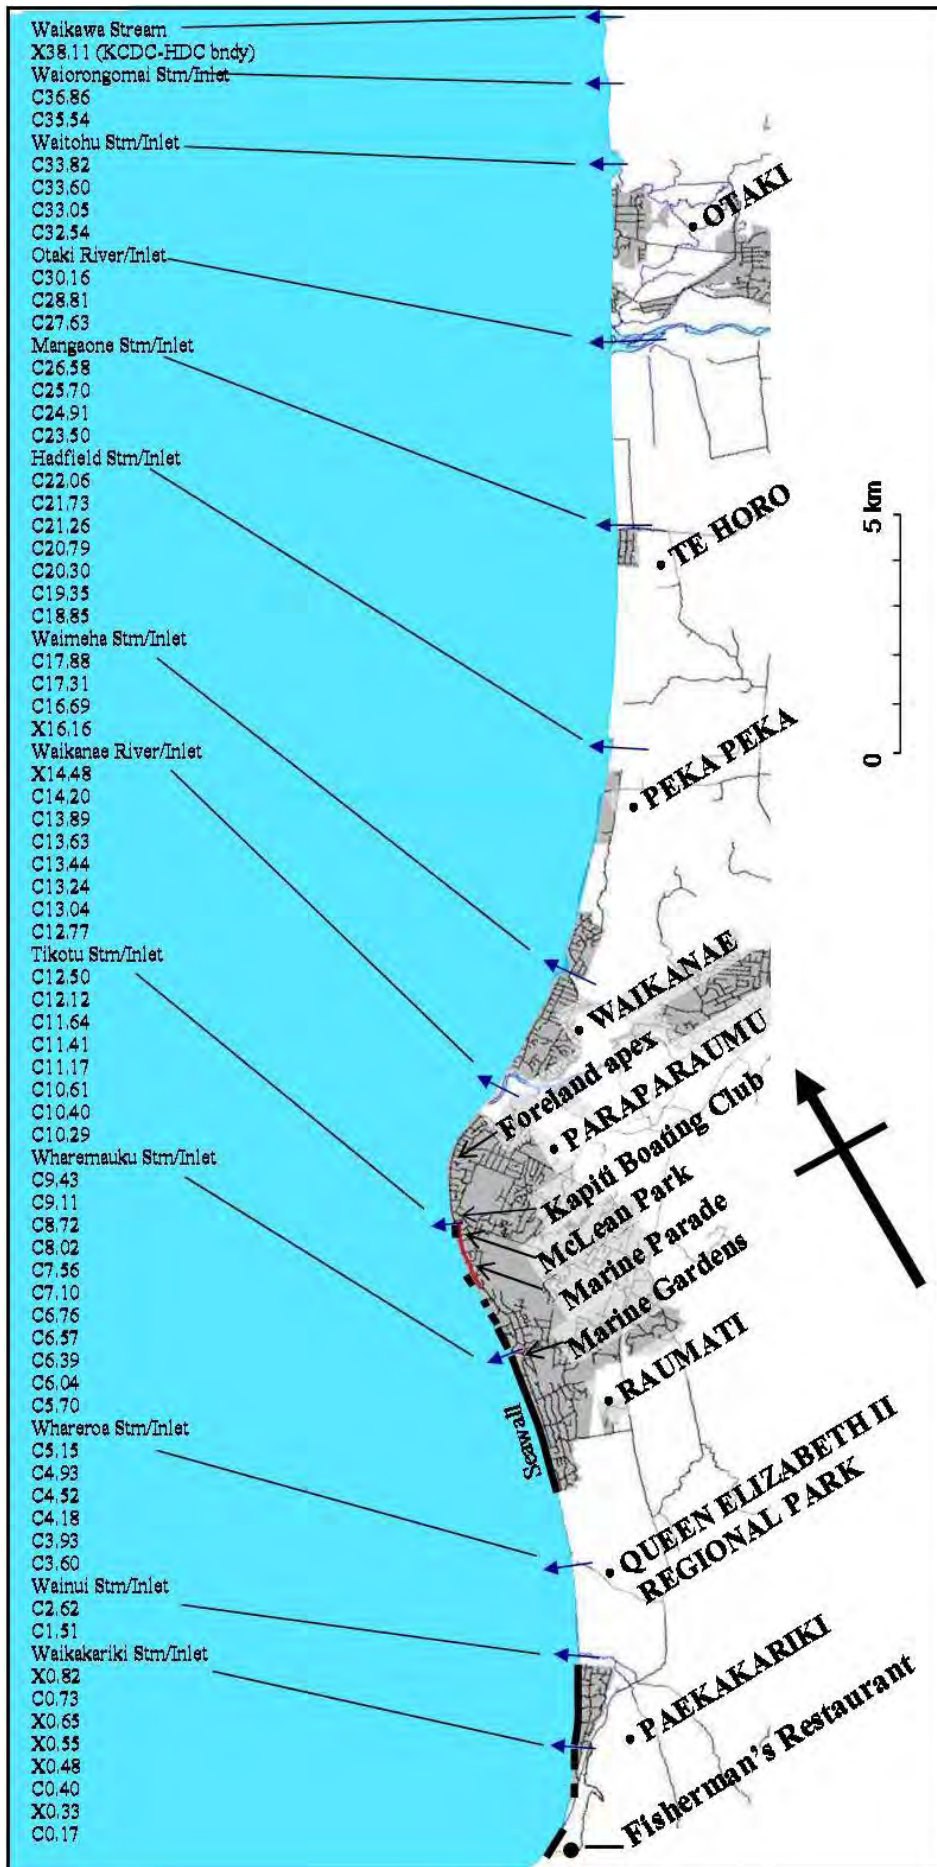 Waikawa Stream
X38.11 (KCDC-HDC bndy)
Waiorongomai Stm/Inlet
C36.86
C35.54
Waitohu Stm/Inlet
C33.82
C33.60
C33.05
C32.54
Otaki River/Inlet
C30.16
C28.81
C27.63
Mangaone Stm/Inlet
C26.58
C25.70
C24.91
C23.50
Hadfield Stm/Inlet
C22.06
C21.73
C21.26
C20.79
C20.30
C19.35
C18.85
Waimeha Stm/Inlet
C17.88
C17.31
C16.69
X16.16
Waikanae River/Inlet
X14.48
C14.20
C13.89
C13.63
C13.44
C13.24
C13.04
C12.77
Tikotu Stm/Inlet
C12.50
C12.12
C11.64
C11.41
C11.17
C10.61
C10.40
C10.29
Wharemauku Stm/Inlet
C9.43
C9.11
C8.72
C8.02
C7.56
C7.10
C6.76
C6.57
C6.39
C6.04
C5.70
Whareroa Stm/Inlet
C5.15
C4.93
C4.52
C4.18
C3.93
C3.60
Wainui Stm/Inlet
C2.62
C1.51
Waikakariki Stm/Inlet
X0.82
C0.73
X0.65
X0.55
X0.48
C0.40
X0.33
C0.17
OTAKI
TE HORO
PEKA PEKA
WAIKANAE
Foreland apex
PARAPARAUMU
Kapiti Boating Club
McLean Park
Marine Parade
Marine Gardens
RAUMATI
Seawall
QUEEN ELIZABETH II
REGIONAL PARK
PAEKAKARIKI
Fisherman's Restaurant
0
5 km